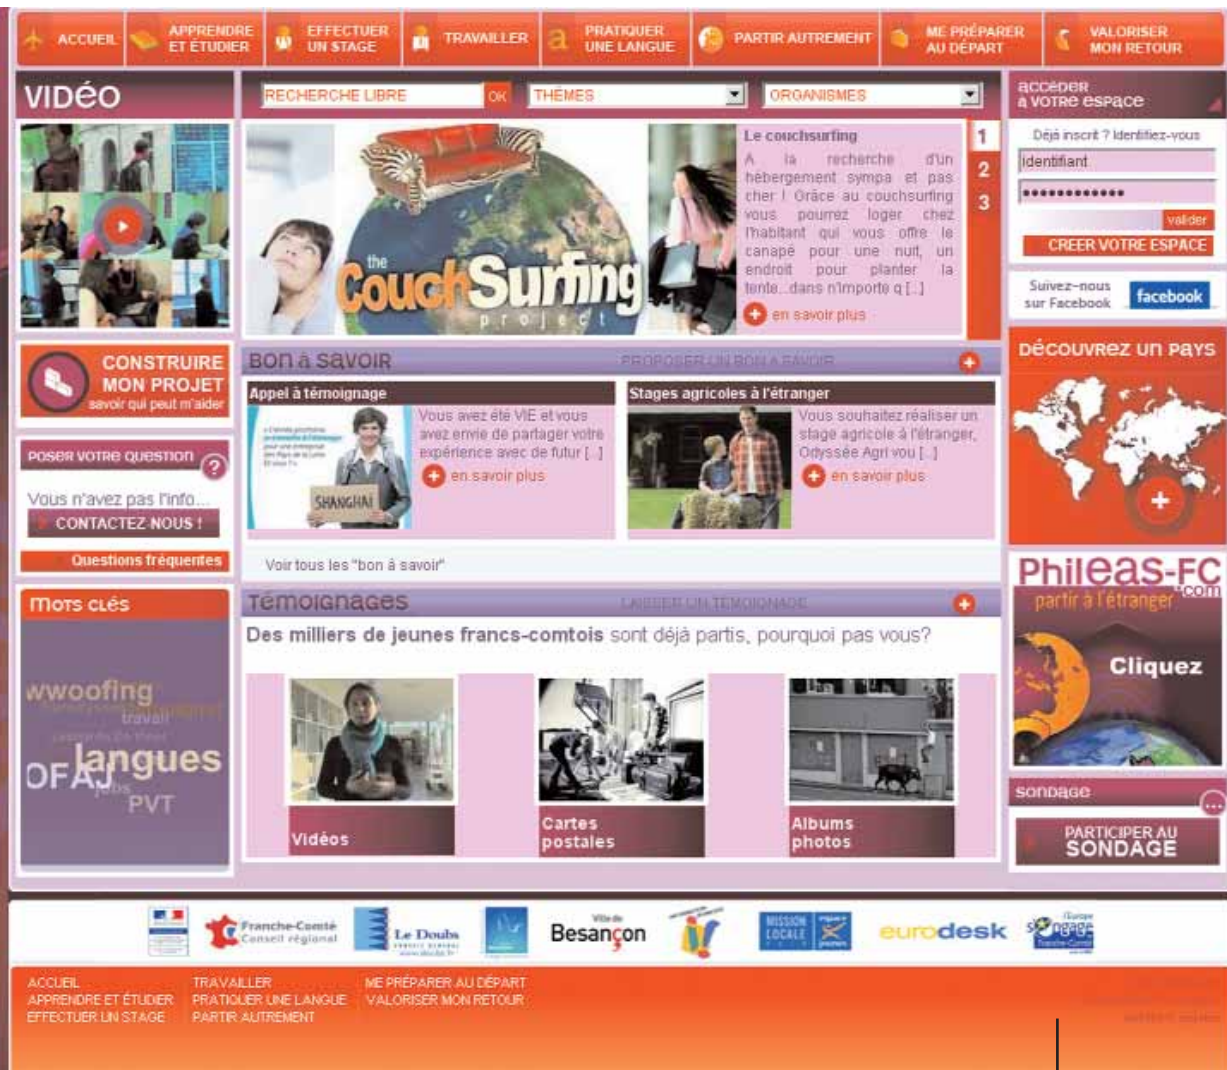 ACCUEIL
APPRENDRE
ET ÉTUDIER
EFFECTUER
UN STAGE
TRAVAILLER
PRATIQUER
UNE LANGUE
PARTIR AUTREMENT
ME PRÉPARER
AU DÉPART
VALORISER
MON RETOUR
VIDÉO
RECHERCHE LIBRE
OK
THÈMES
ORGANISMES
the
CouchSurfing
project
Le couchsurfing
A la recherche d'un
hébergement sympa et pas
cher ! Grâce au couchsurfing
vous pourrez loger chez
l'habitant qui vous offre le
canapé pour une nuit, un
endroit pour planter la
tente...dans n'importe q [...]
en savoir plus
1
2
3
accéder
à votre espace
Déjà inscrit ? Identifiez-vous
identifiant
valider
CREER VOTRE ESPACE
Suivez-nous
sur Facebook
facebook
CONSTRUIRE
MON PROJET
savoir qui peut m'aider
POSER VOTRE QUESTION
?
Vous n'avez pas l'info...
CONTACTEZ-NOUS !
Questions fréquentes
Bon à savoir
PROPOSER UN BON A SAVOIR
Appel à témoignage
SHANGHAI
Vous avez été VIE et vous
avez envie de partager votre
expérience avec de futur [...]
en savoir plus
Stages agricoles à l'étranger
Vous souhaitez réaliser un
stage agricole à l'étranger,
Odyssée Agri vou [...]
en savoir plus
Voir tous les "bon à savoir"
Découvrez un pays
Mots clés
wwoofing
travail
langues
OFAJ
jobs
PVT
Témoignages
LAISSER UN TEMOIGNAGE
Des milliers de jeunes francs-comtois sont déjà partis, pourquoi pas vous?
Vidéos
Cartes
postales
Albums
photos
Phileas-FC
.com
partir à l'étranger
Cliquez
sondage
PARTICIPER AU
SONDAGE
Franche-Comté
Conseil régional
Le Doubs
CONSEIL GENERAL
www.doubs.fr
Ville de
Besançon
MISSION
LOCALE
espace
jeunes
eurodesk
l'Europe
s'engage
Franche-Comté
ACCUEIL
APPRENDRE ET ÉTUDIER
EFFECTUER UN STAGE
TRAVAILLER
PRATIQUER UNE LANGUE
PARTIR AUTREMENT
ME PRÉPARER AU DÉPART
VALORISER MON RETOUR